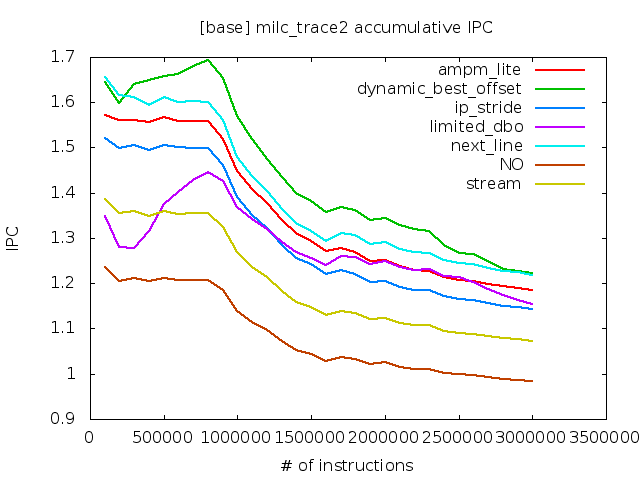 [base] milc_trace2 accumulative IPC
1.7
1.6
1.5
1.4
1.3
1.2
1.1
1
0.9
IPC
ampm_lite
dynamic_best_offset
ip_stride
limited_dbo
next_line
NO
stream
0 500000 1000000 1500000 2000000 2500000 3000000 3500000
# of instructions